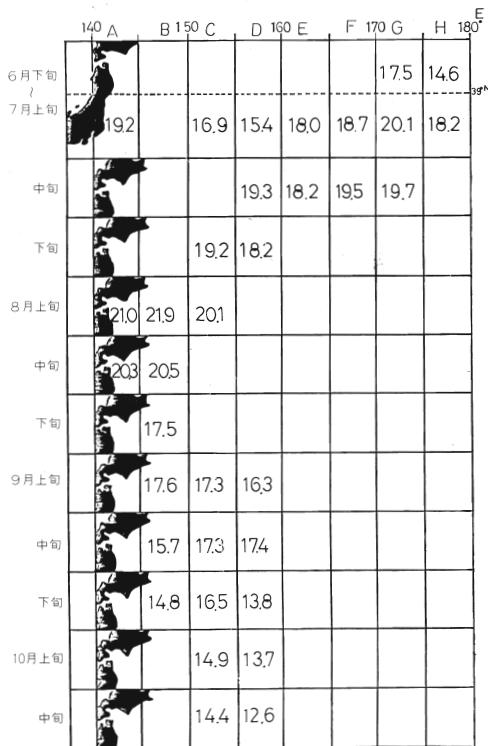 E.
140 A B 150 C D 160 E F 170 G H 180
6月下旬 17.5 14.6
〜 39°N
7月上旬 19.2 16.9 15.4 18.0 18.7 20.1 18.2
中旬 19.3 18.2 19.5 19.7
下旬 19.2 18.2
8月上旬 21.0 21.9 20.1
中旬 20.3 20.5
下旬 17.5
9月上旬 17.6 17.3 16.3
中旬 15.7 17.3 17.4
下旬 14.8 16.5 13.8
10月上旬 14.9 13.7
中旬 14.4 12.6